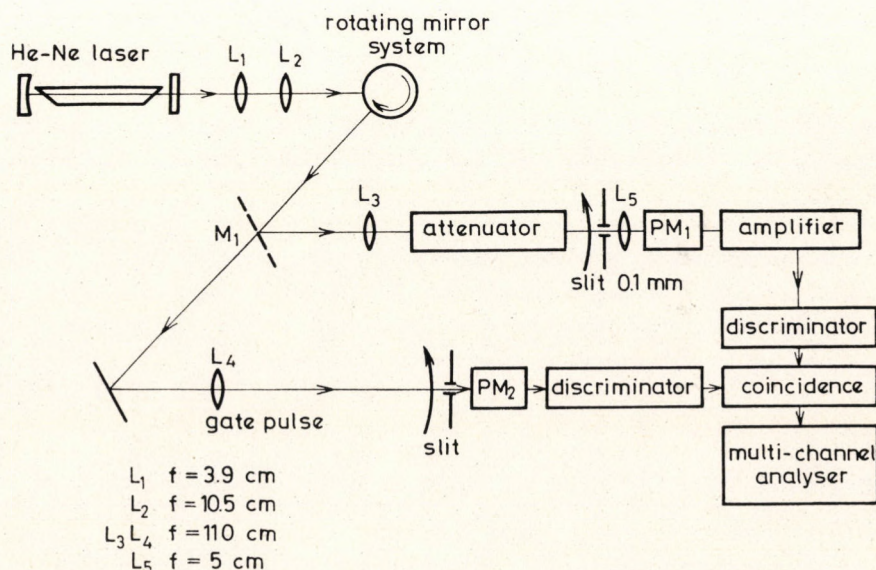 rotating mirror
system
He-Ne laser
L1
L2
L3
L5
M1
attenuator
PM1
amplifier
slit 0.1 mm
discriminator
L4
PM2
discriminator
coincidence
gate pulse
slit
multi-channel
analyser
L1 f = 3.9 cm
L2 f = 10.5 cm
L3 L4 f = 110 cm
L5 f = 5 cm